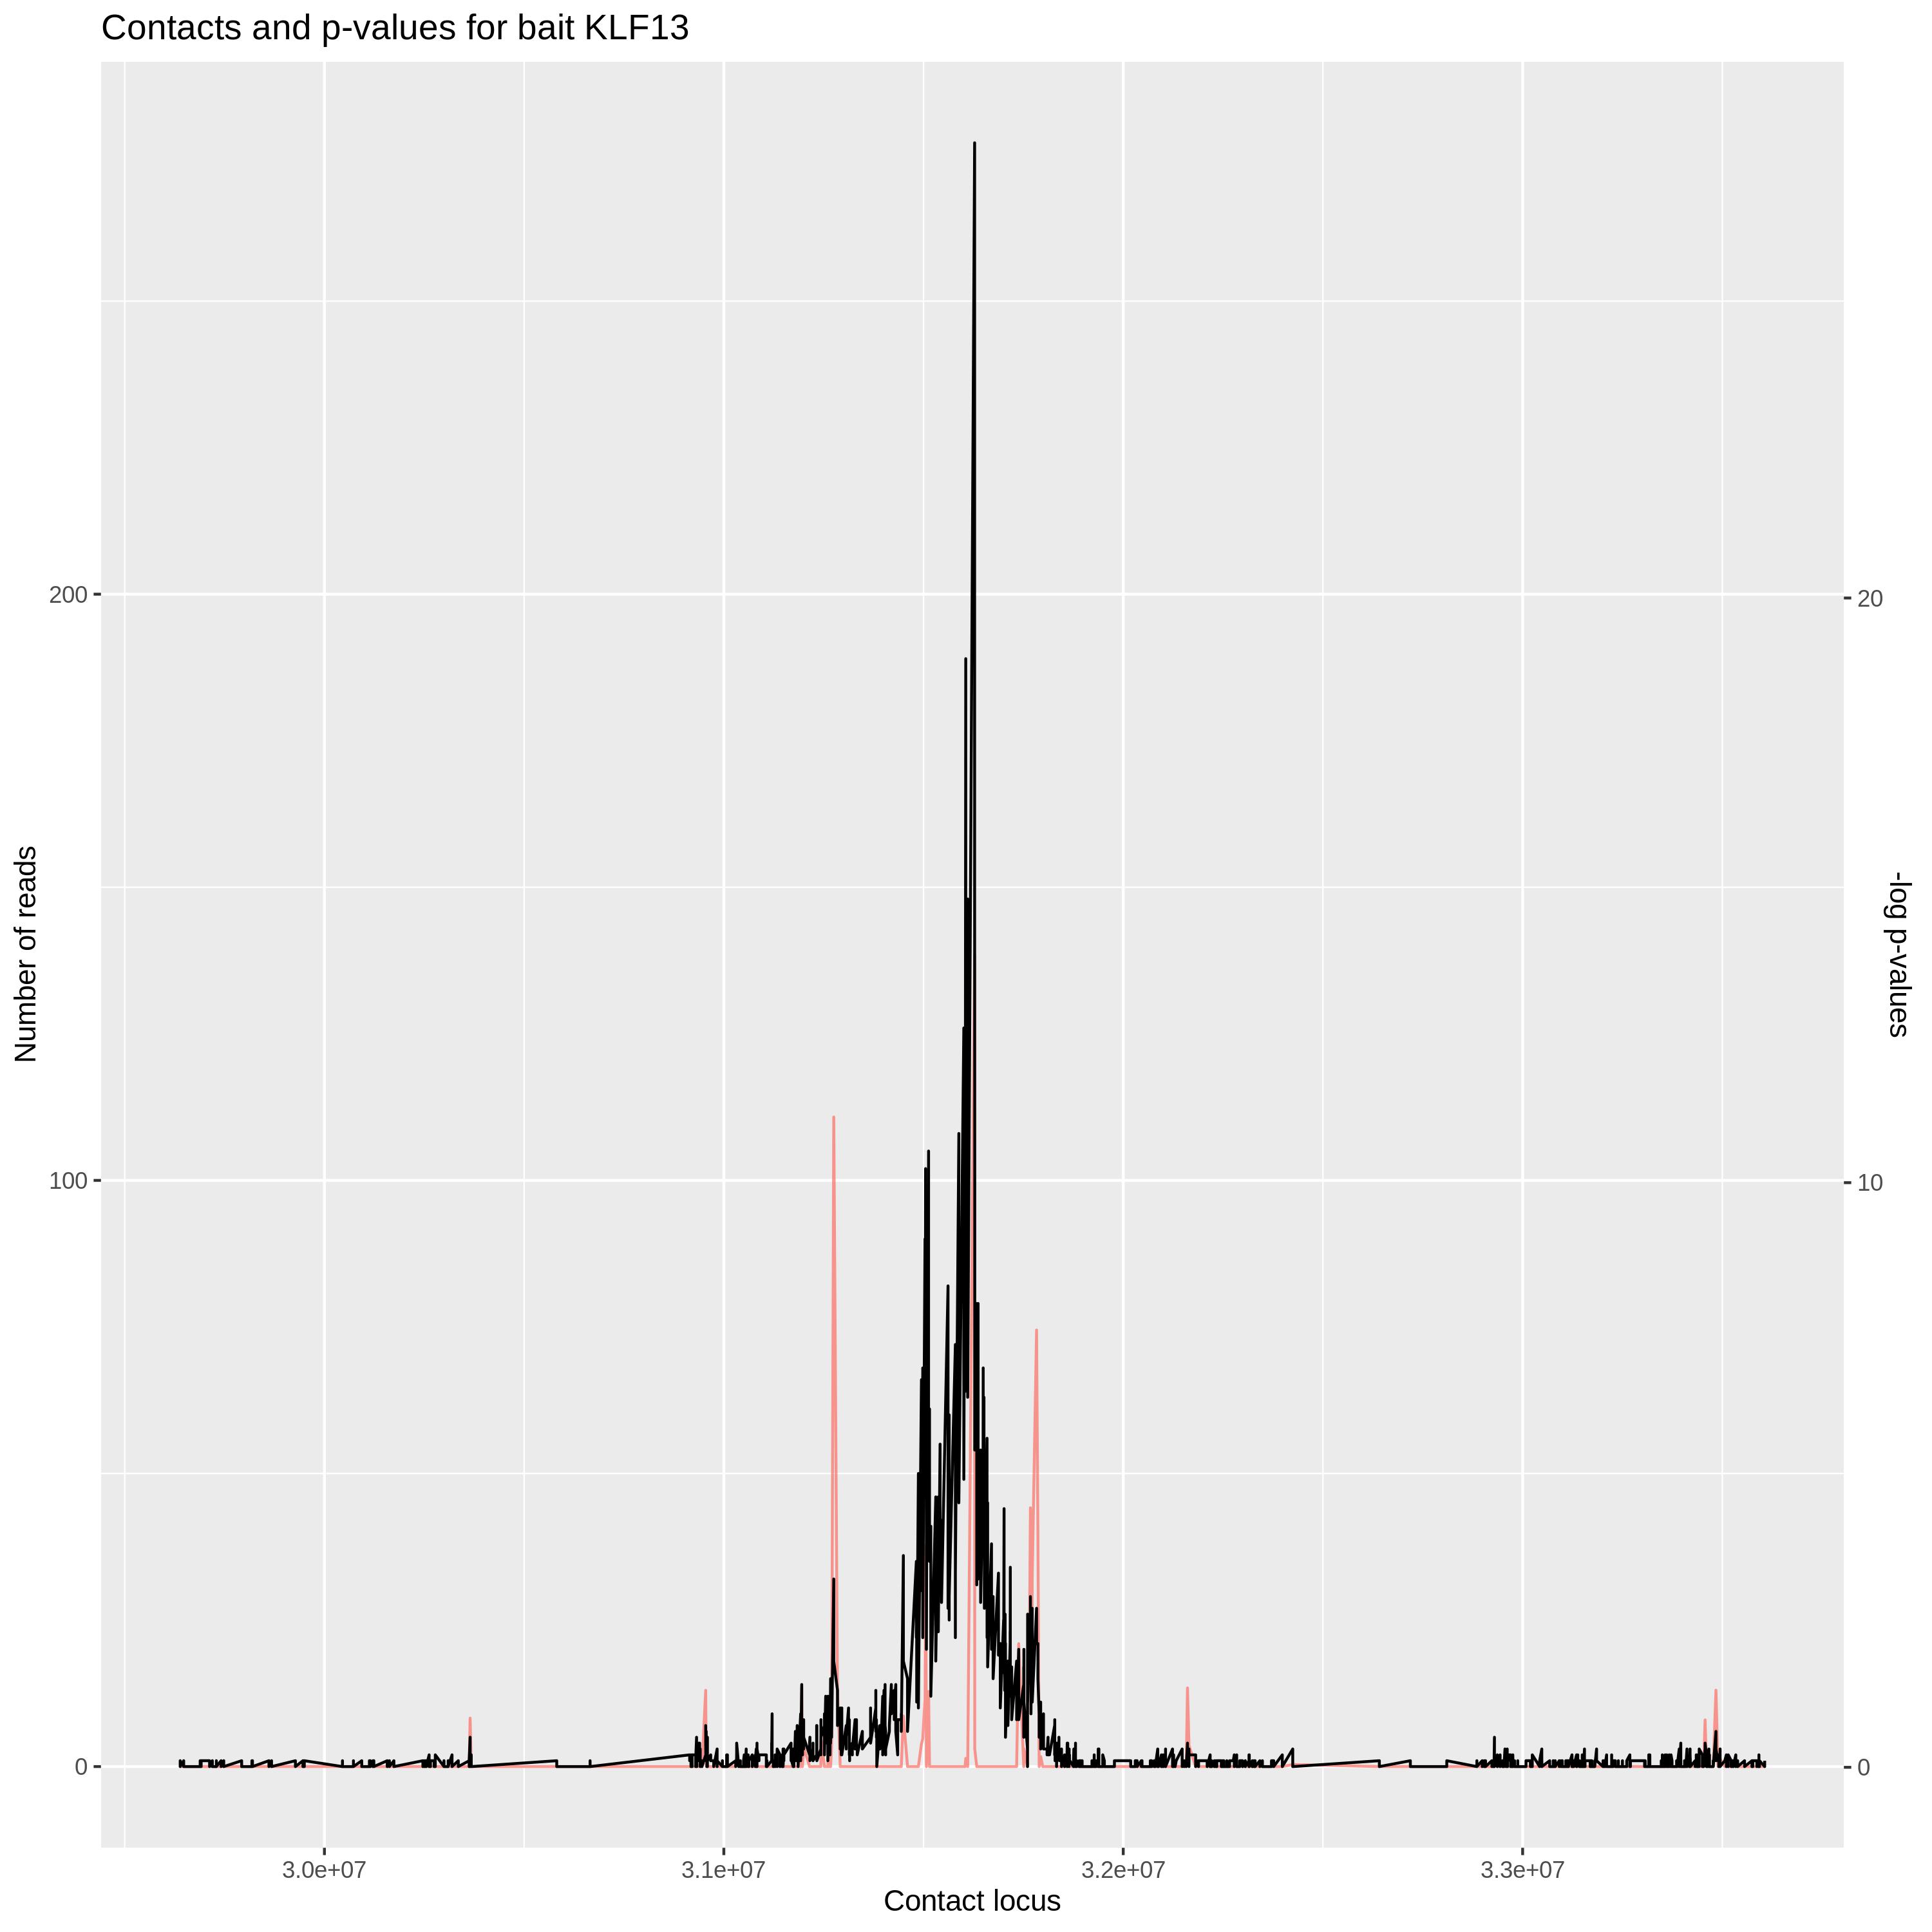 Contacts and p-values for bait KLF13
Number of reads
200
100
0
20
10
0
-log p-values
3.0e+07
3.1e+07
3.2e+07
3.3e+07
Contact locus